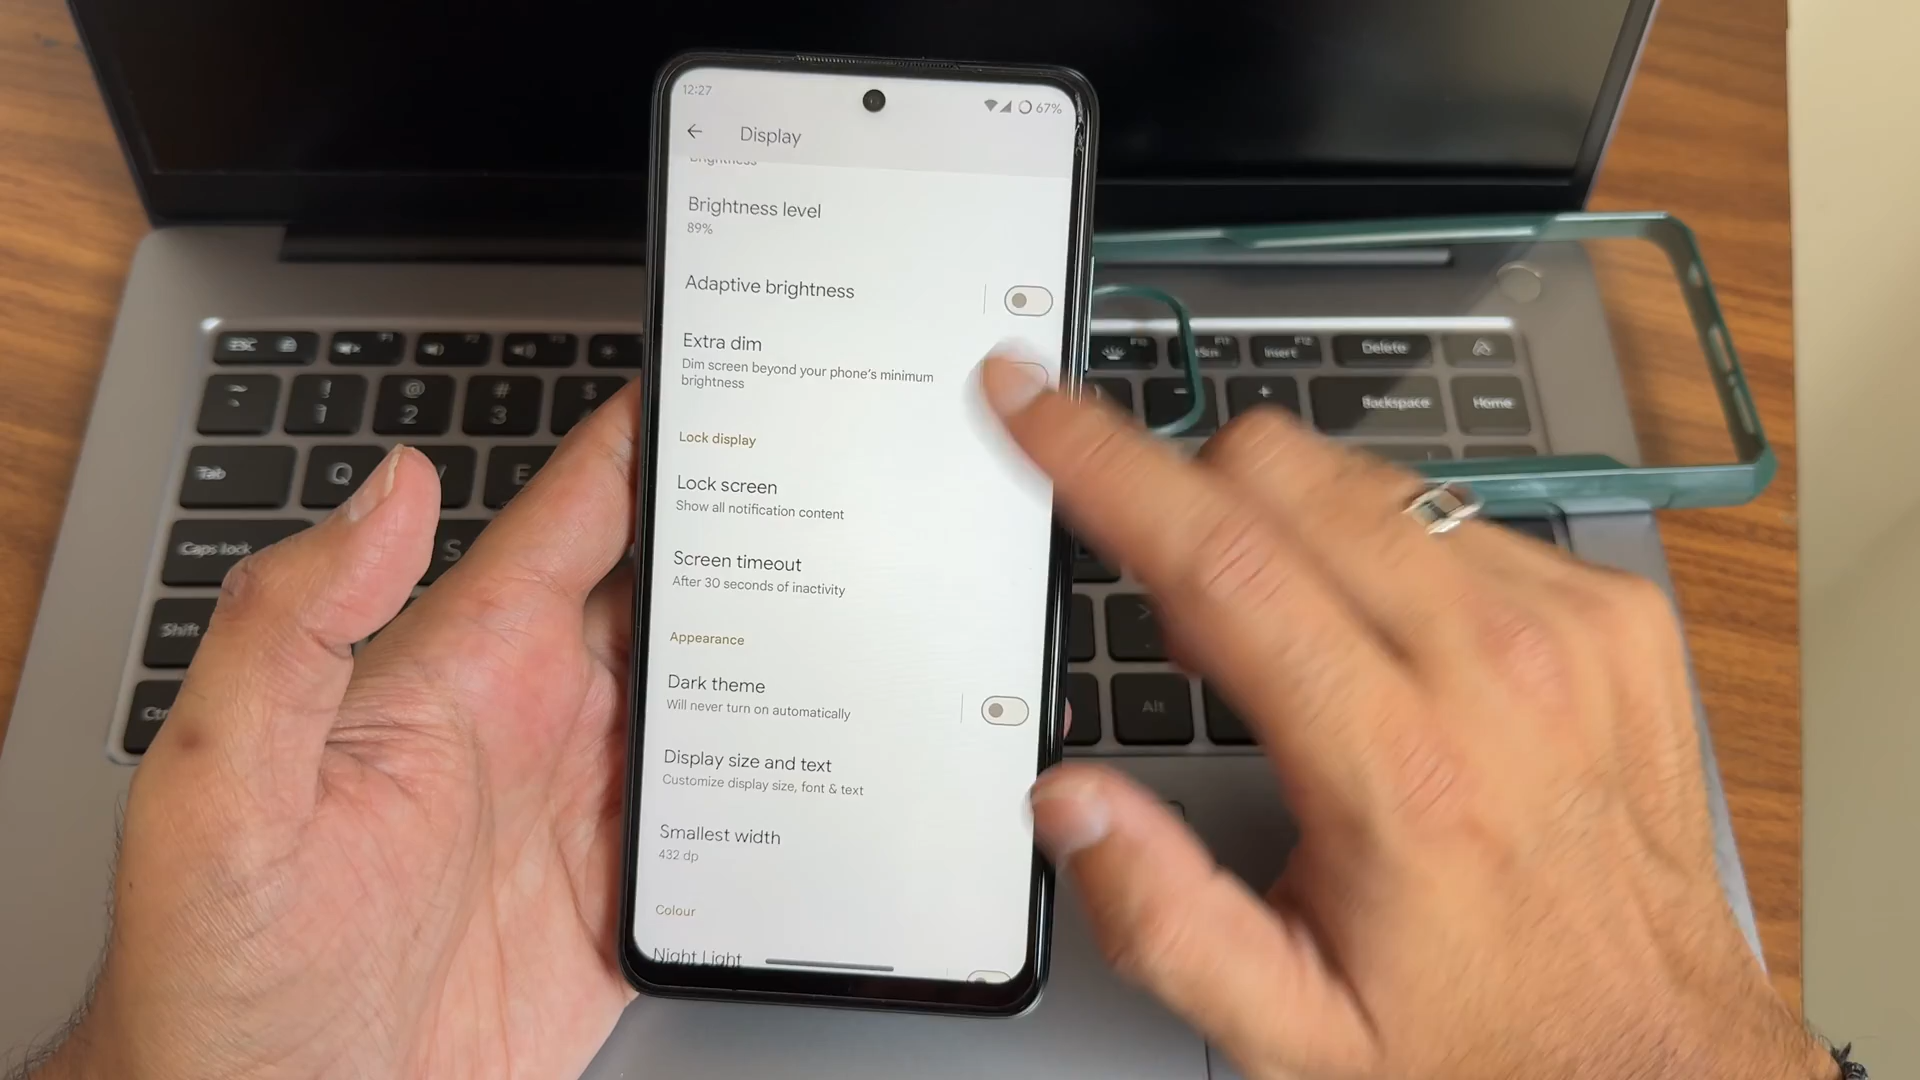 12:27
67%
Display
Brightness
Brightness level
89%
Adaptive brightness
Extra dim
Dim screen beyond your phone's minimum
brightness
Lock display
Lock screen
Show all notification content
Screen timeout
After 30 seconds of inactivity
Appearance
Dark theme
Will never turn on automatically
Display size and text
Customize display size, font & text
Smallest width
432 dp
Colour
Night Light
ESC
F1
F2
F3
F10
F11
F12
Insert
Delete
~
!
1
@
2
#
3
$
+
Backspace
Home
Tab
Q
E
Caps lock
S
Shift
Alt